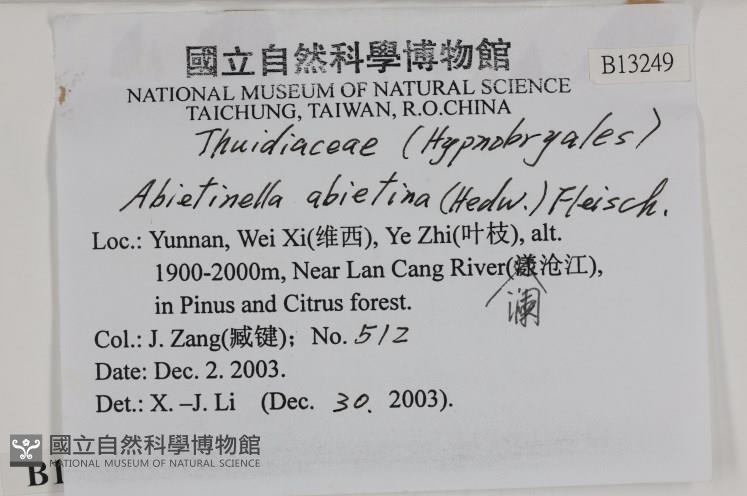 國立自然科學博物館
B13249
NATIONAL MUSEUM OF NATURAL SCIENCE
TAICHUNG, TAIWAN, R.O.CHINA
Thuidiaceae (Hypnobryales)
Abietinella abietina (Hedw.) Fleisch.
Loc.: Yunnan, Wei Xi(维西), Ye Zhi(叶枝), alt.
1900-2000m, Near Lan Cang River(漾沧江),
澜
in Pinus and Citrus forest.
Col.: J. Zang(臧键); No. 512
Date: Dec. 2. 2003.
Det.: X. –J. Li (Dec. 30. 2003).
國立自然科學博物館
NATIONAL MUSEUM OF NATURAL SCIENCE
B1